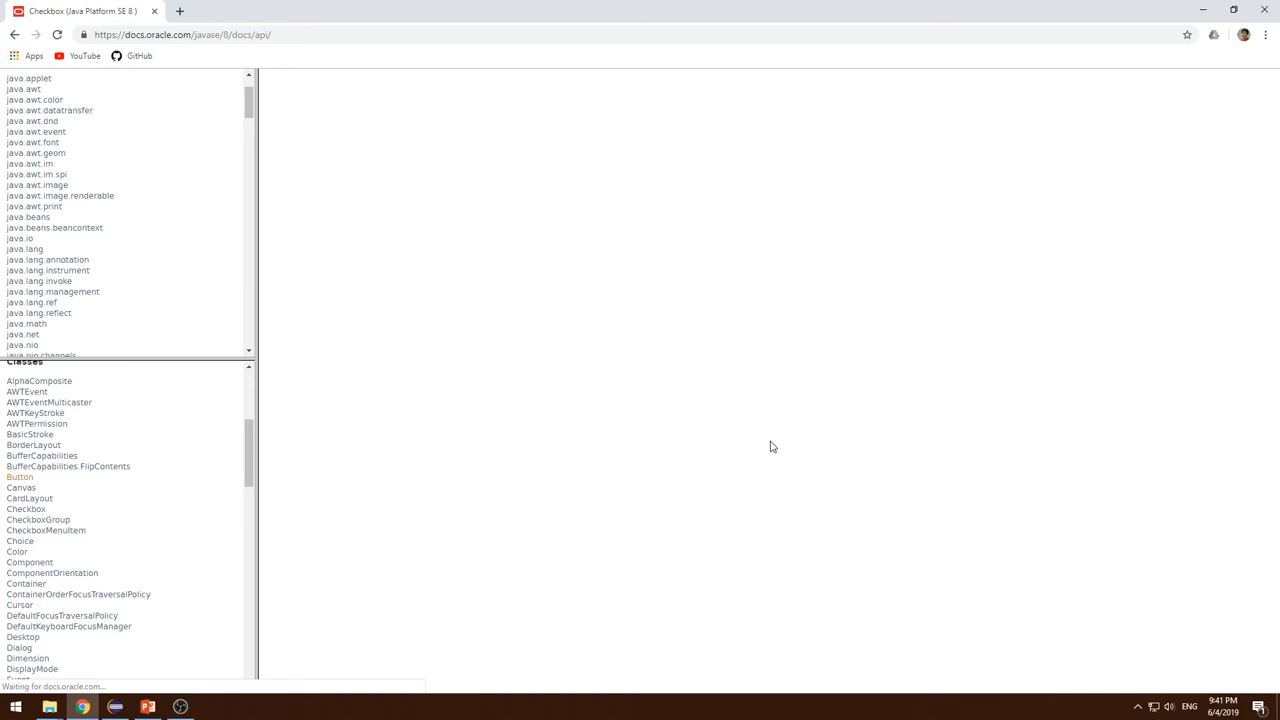 Checkbox (Java Platform SE 8 )
https://docs.oracle.com/javase/8/docs/api/
Apps
YouTube
GitHub
java.applet
java.awt
java.awt.color
java.awt.datatransfer
java.awt.dnd
java.awt.event
java.awt.font
java.awt.geom
java.awt.im
java.awt.im.spi
java.awt.image
java.awt.image.renderable
java.awt.print
java.beans
java.beans.beancontext
java.io
java.lang
java.lang.annotation
java.lang.instrument
java.lang.invoke
java.lang.management
java.lang.ref
java.lang.reflect
java.math
java.net
java.nio
java.nio.channels
Classes
AlphaComposite
AWTEvent
AWTEventMulticaster
AWTKeyStroke
AWTPermission
BasicStroke
BorderLayout
BufferCapabilities
BufferCapabilities.FlipContents
Button
Canvas
CardLayout
Checkbox
CheckboxGroup
CheckboxMenuItem
Choice
Color
Component
ComponentOrientation
Container
ContainerOrderFocusTraversalPolicy
Cursor
DefaultFocusTraversalPolicy
DefaultKeyboardFocusManager
Desktop
Dialog
Dimension
DisplayMode
Event
Waiting for docs.oracle.com...
ENG
9:41 PM
6/4/2019